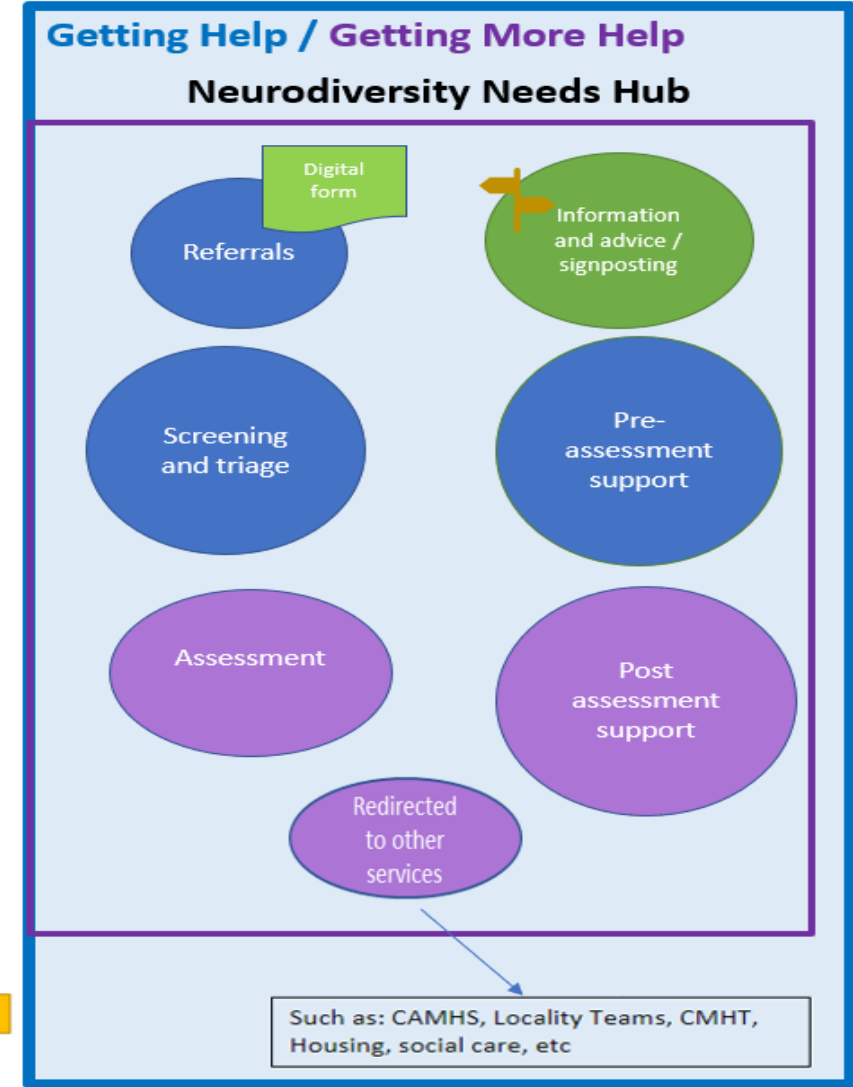 Getting Help / Getting More Help
Neurodiversity Needs Hub
Digital
form
Referrals
Information
and advice /
signposting
Screening
and triage
Pre-
assessment
support
Assessment
Post
assessment
support
Redirected
to other
services
Such as: CAMHS, Locality Teams, CMHT,
Housing, social care, etc